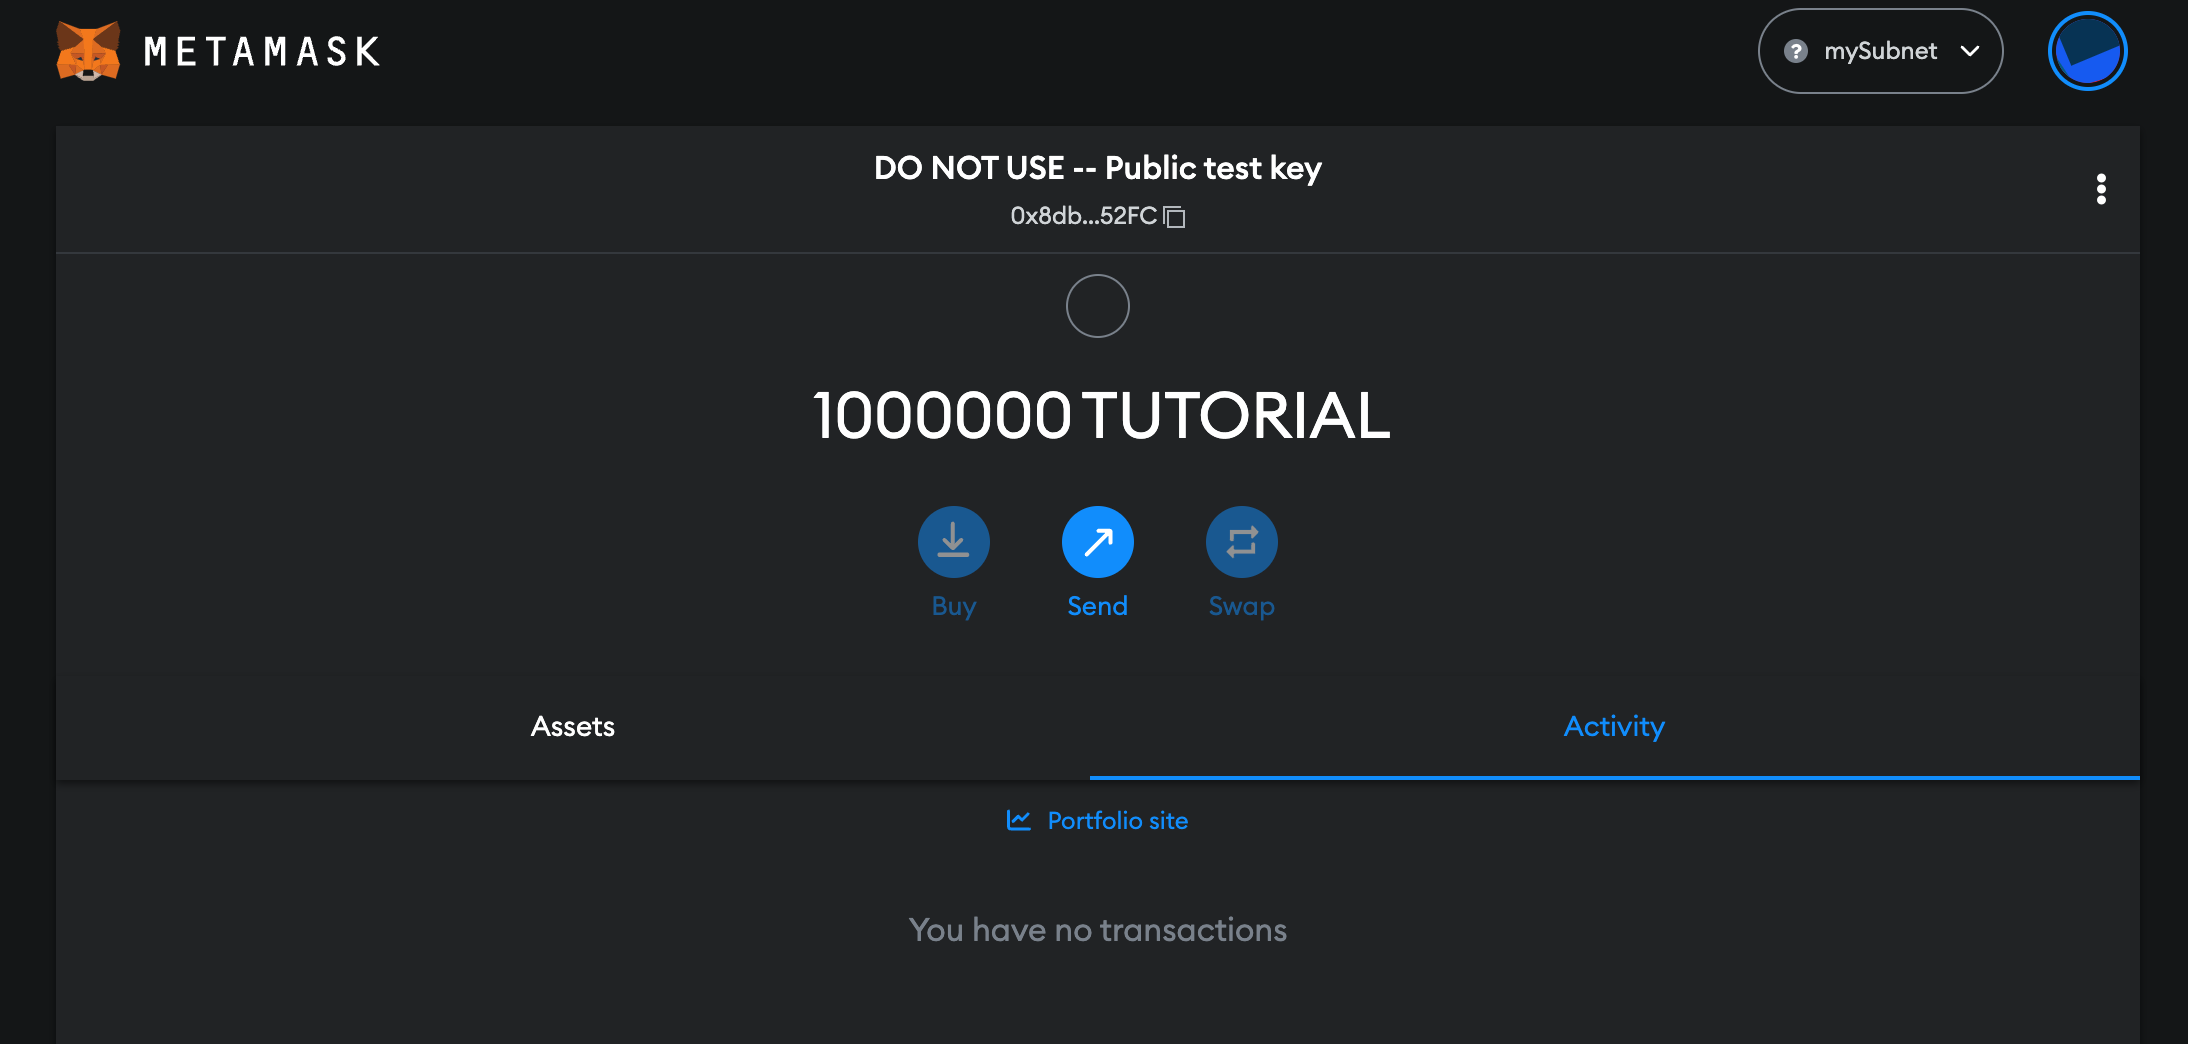 METAMASK
? mySubnet
DO NOT USE -- Public test key
0x8db...52FC
1000000 TUTORIAL
Buy Send Swap
Assets Activity
Portfolio site
You have no transactions